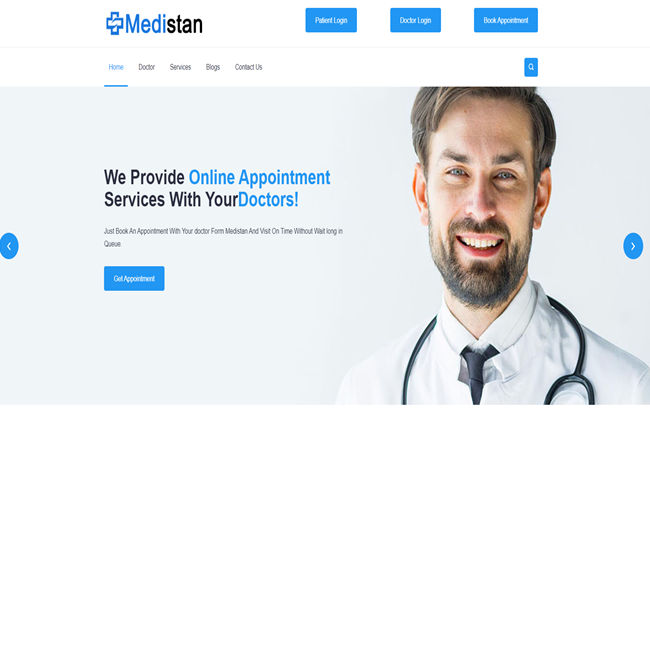 Medistan
Patient Login
Doctor Login
Book Appointment
Home
Doctor
Services
Blogs
Contact Us
We Provide Online Appointment
Services With YourDoctors!
Just Book An Appointment With Your doctor Form Medistan And Visit On Time Without Wait long in
Queue.
Get Appointment